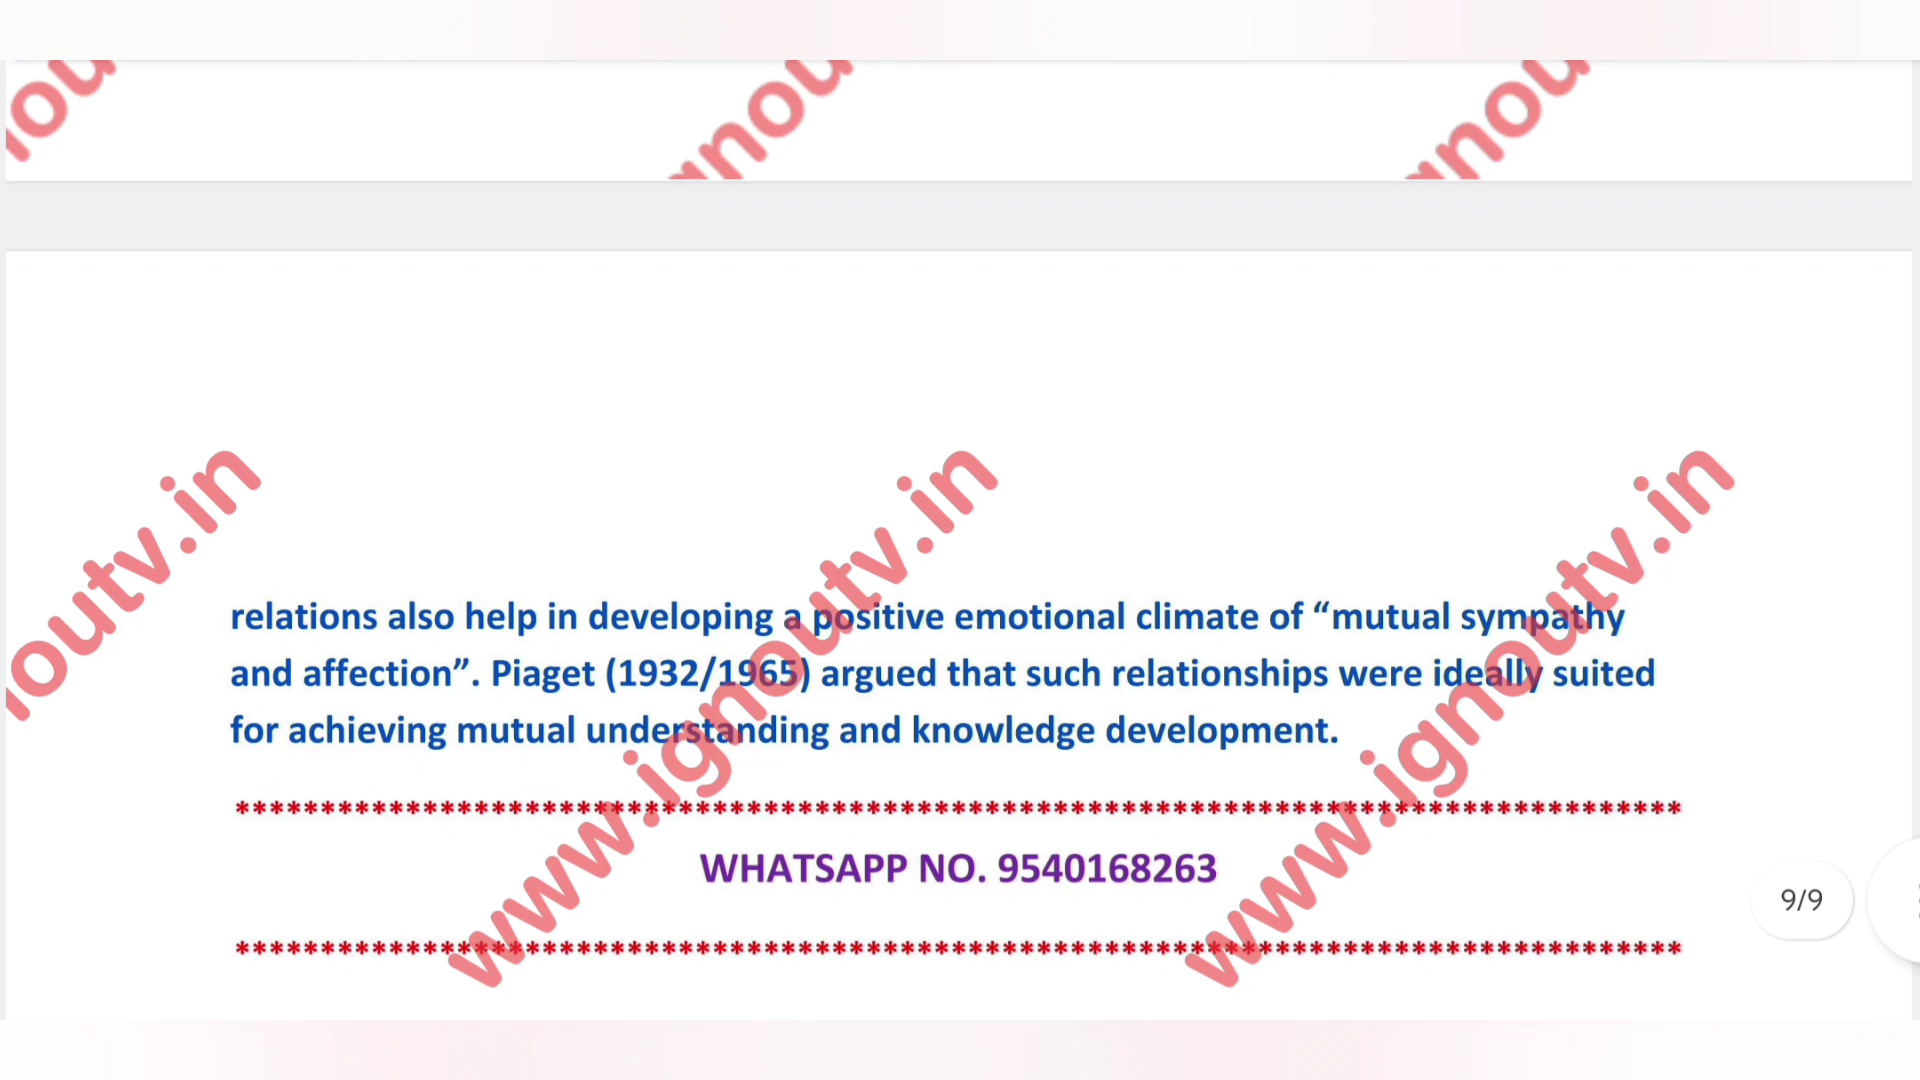 relations also help in developing a positive emotional climate of “mutual sympathy
and affection”. Piaget (1932/1965) argued that such relationships were ideally suited
for achieving mutual understanding and knowledge development.
*************************************************************************************
WHATSAPP NO. 9540168263
*************************************************************************************
9/9
www.ignoutv.in
www.ignoutv.in
noutv.in